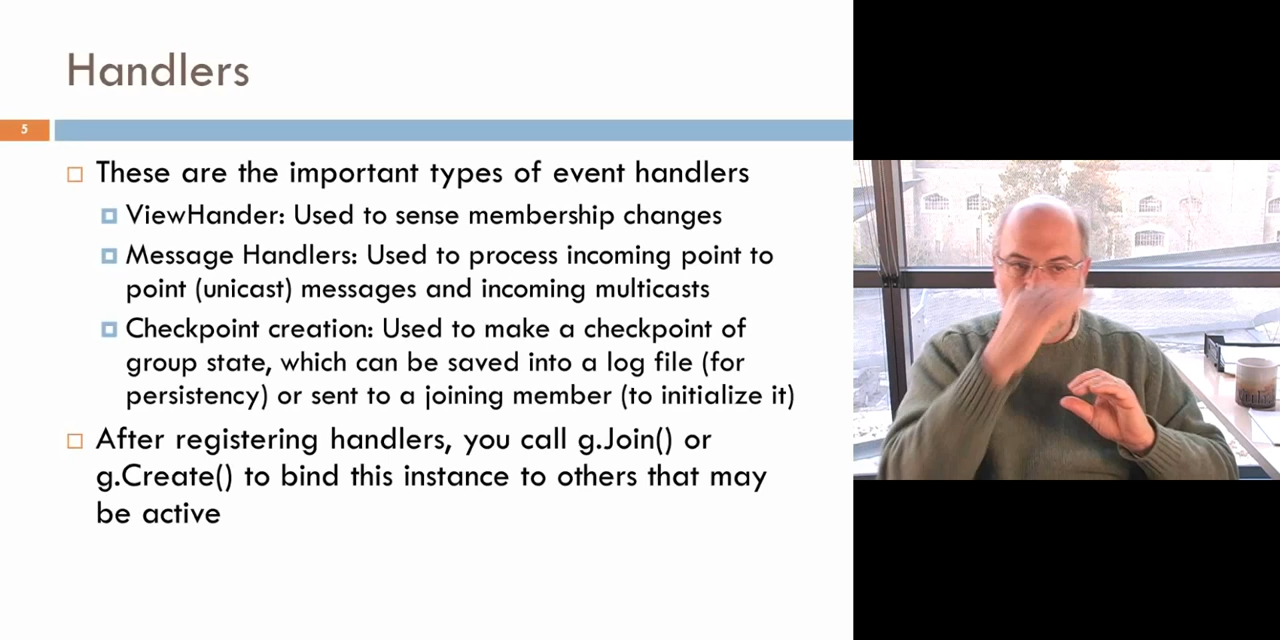 Handlers
5
These are the important types of event handlers
ViewHander: Used to sense membership changes
Message Handlers: Used to process incoming point to
point (unicast) messages and incoming multicasts
Checkpoint creation: Used to make a checkpoint of
group state, which can be saved into a log file (for
persistency) or sent to a joining member (to initialize it)
After registering handlers, you call g.Join() or
g.Create() to bind this instance to others that may
be active